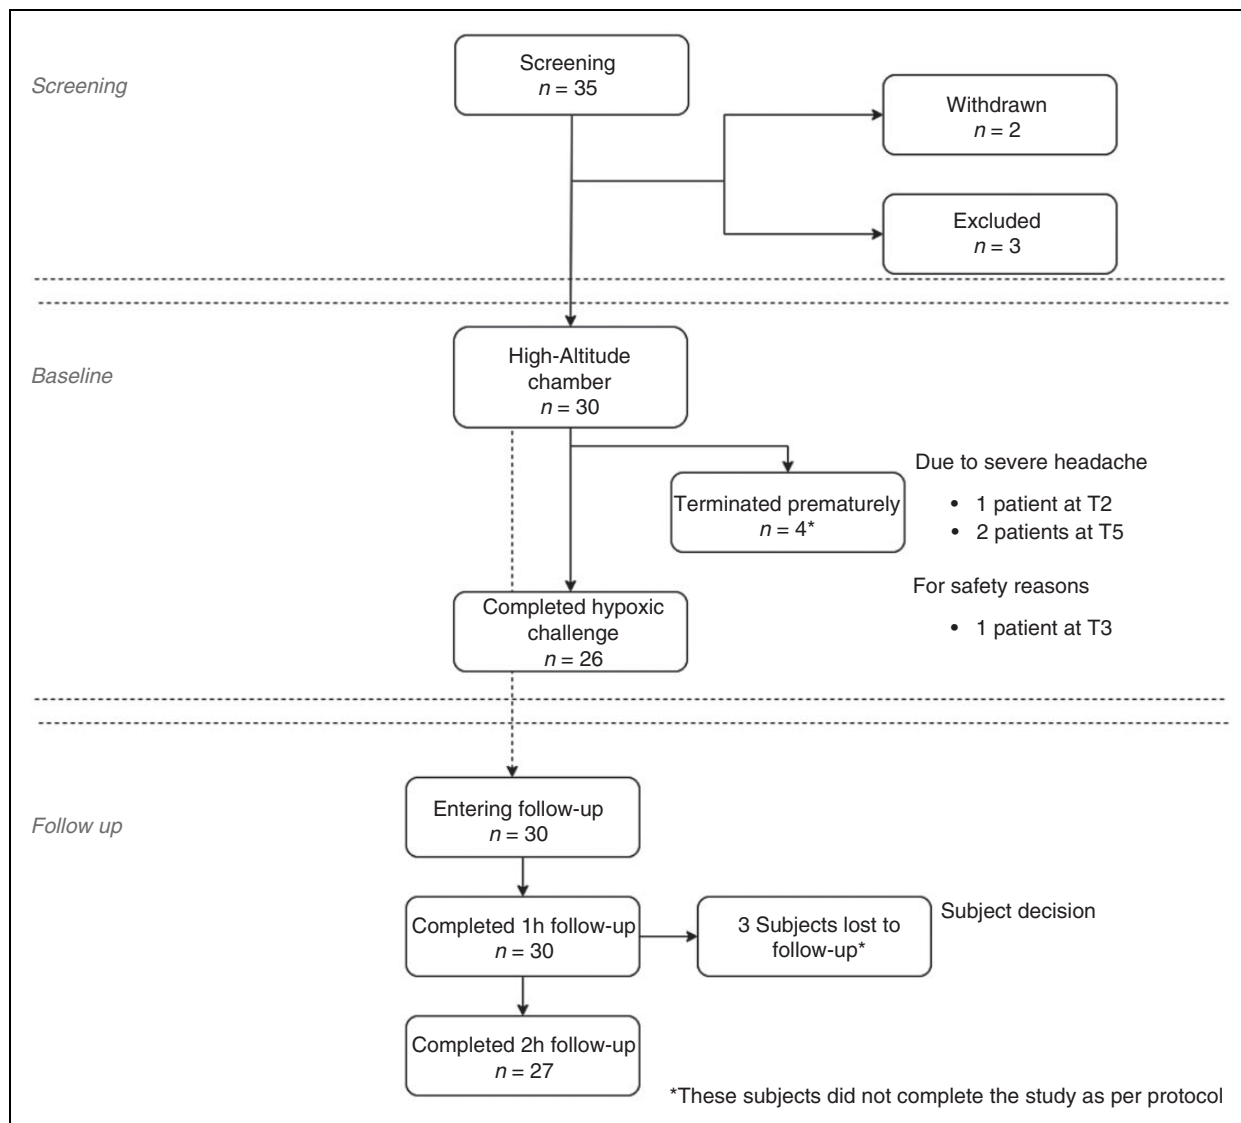 Screening
Screening
n = 35
Withdrawn
n = 2
Excluded
n = 3
Baseline
High-Altitude
chamber
n = 30
Terminated prematurely
n = 4*
Due to severe headache
• 1 patient at T2
• 2 patients at T5
For safety reasons
• 1 patient at T3
Completed hypoxic
challenge
n = 26
Follow up
Entering follow-up
n = 30
Completed 1h follow-up
n = 30
3 Subjects lost to
follow-up*
Subject decision
Completed 2h follow-up
n = 27
*These subjects did not complete the study as per protocol